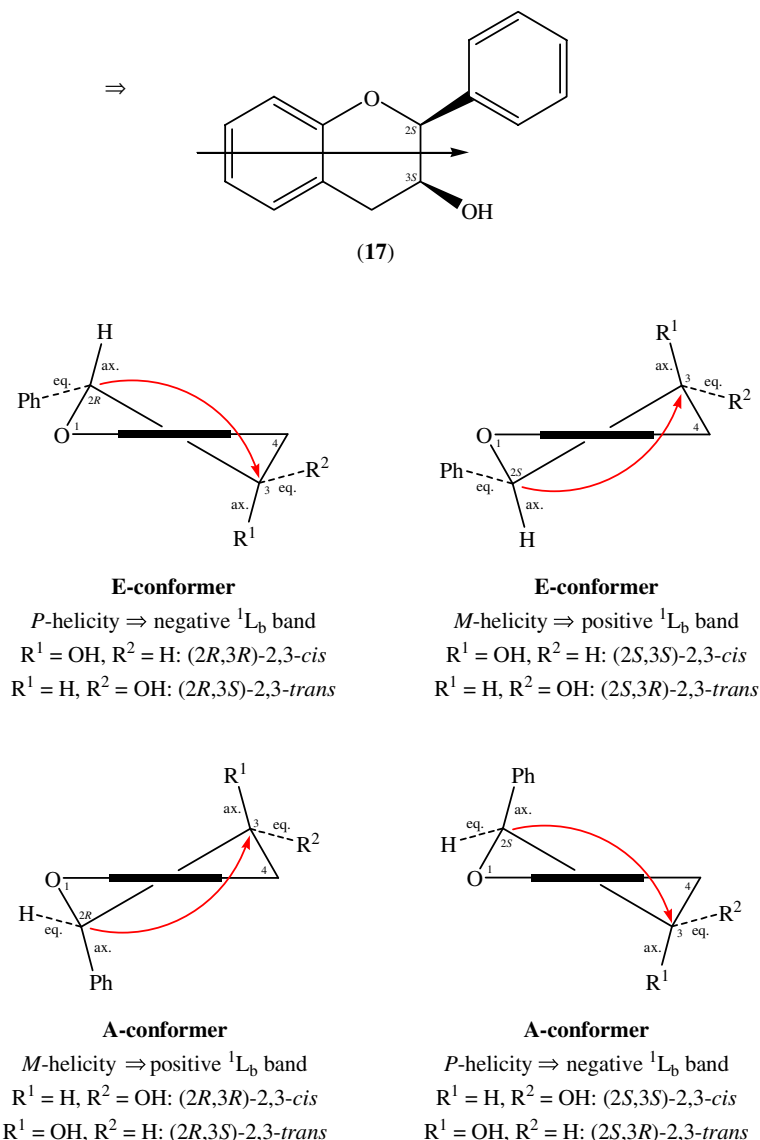 ⇒
O
2S
3S
OH
(17)
H
ax.
eq.
Ph
2R
O
1
4
3
eq.
R²
ax.
R¹
R¹
ax.
3
eq.
R²
O
1
4
Ph
2S
eq.
ax.
H
E-conformer
P-helicity ⇒ negative ¹L_b band
R¹ = OH, R² = H: (2R,3R)-2,3-cis
R¹ = H, R² = OH: (2R,3S)-2,3-trans
E-conformer
M-helicity ⇒ positive ¹L_b band
R¹ = OH, R² = H: (2S,3S)-2,3-cis
R¹ = H, R² = OH: (2S,3R)-2,3-trans
R¹
ax.
3
eq.
R²
O
1
4
H
2R
eq.
ax.
Ph
Ph
ax.
eq.
H
2S
O
1
4
R²
3
eq.
ax.
R¹
A-conformer
M-helicity ⇒ positive ¹L_b band
R¹ = H, R² = OH: (2R,3R)-2,3-cis
R¹ = OH, R² = H: (2R,3S)-2,3-trans
A-conformer
P-helicity ⇒ negative ¹L_b band
R¹ = H, R² = OH: (2S,3S)-2,3-cis
R¹ = OH, R² = H: (2S,3R)-2,3-trans